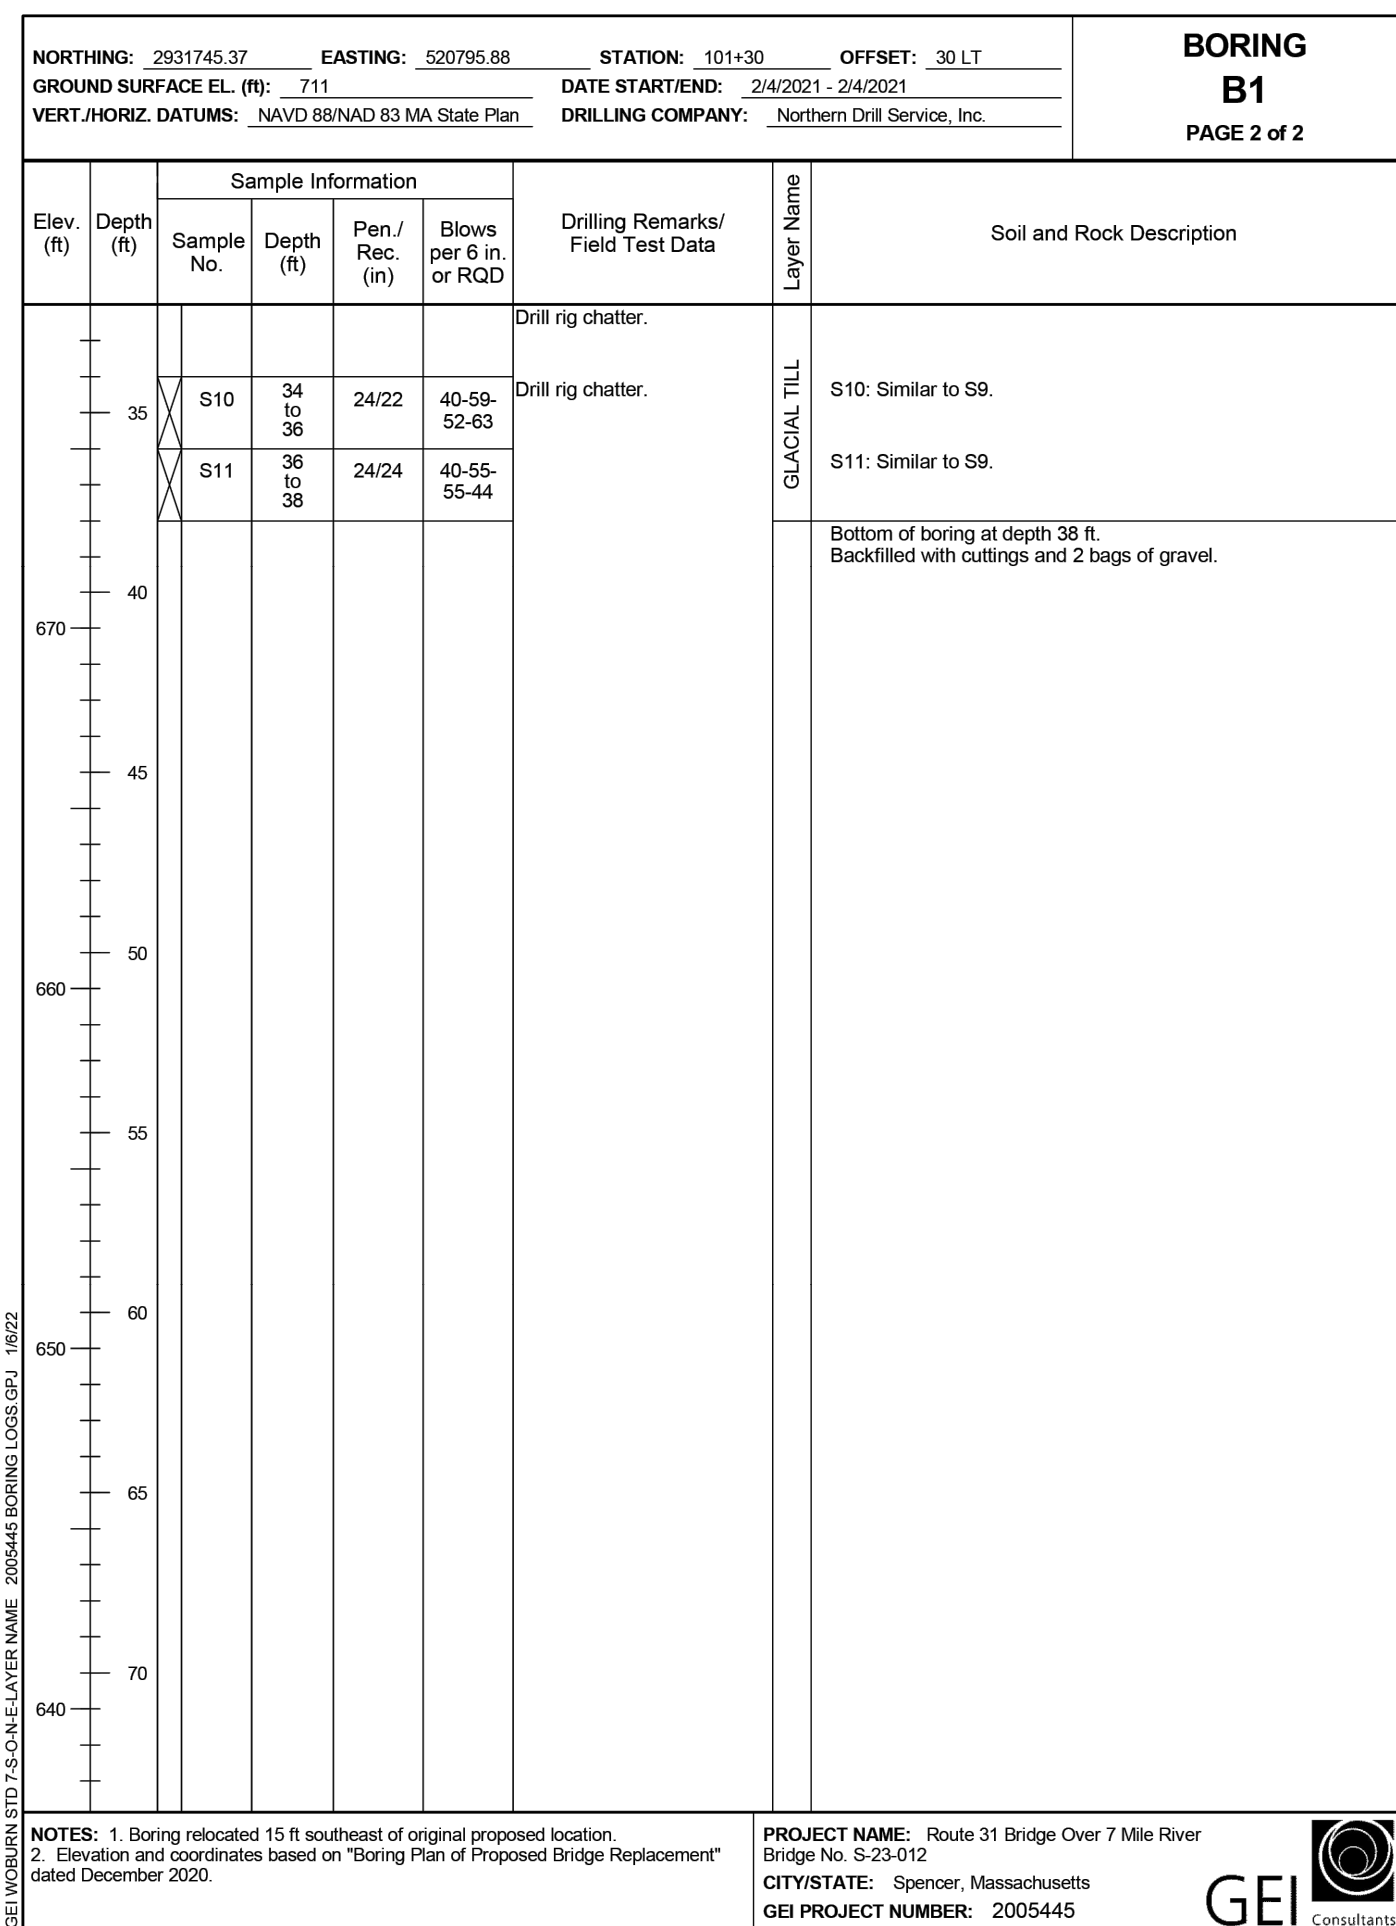 NORTHING: 2931745.37 EASTING: 520795.88 STATION: 101+30 OFFSET: 30 LT
GROUND SURFACE EL. (ft): 711 DATE START/END: 2/4/2021 - 2/4/2021
VERT./HORIZ. DATUMS: NAVD 88/NAD 83 MA State Plan DRILLING COMPANY: Northern Drill Service, Inc.
BORING
B1
PAGE 2 of 2
Elev.
(ft)
Depth
(ft)
Sample Information
Sample
No.
Depth
(ft)
Pen./
Rec.
(in)
Blows
per 6 in.
or RQD
Drilling Remarks/
Field Test Data
Layer Name
Soil and Rock Description
Drill rig chatter.
S10
34
to
36
24/22
40-59-
52-63
Drill rig chatter.
S10: Similar to S9.
35
GLACIAL TILL
S11
36
to
38
24/24
40-55-
55-44
S11: Similar to S9.
Bottom of boring at depth 38 ft.
Backfilled with cuttings and 2 bags of gravel.
40
670
45
50
660
55
60
650
65
70
640
NOTES: 1. Boring relocated 15 ft southeast of original proposed location.
2. Elevation and coordinates based on "Boring Plan of Proposed Bridge Replacement"
dated December 2020.
PROJECT NAME: Route 31 Bridge Over 7 Mile River
Bridge No. S-23-012
CITY/STATE: Spencer, Massachusetts
GEI PROJECT NUMBER: 2005445
GEI Consultants
GEI WOBURN STD 7-S-O-N-E-LAYER NAME 2005445 BORING LOGS.GPJ 1/6/22